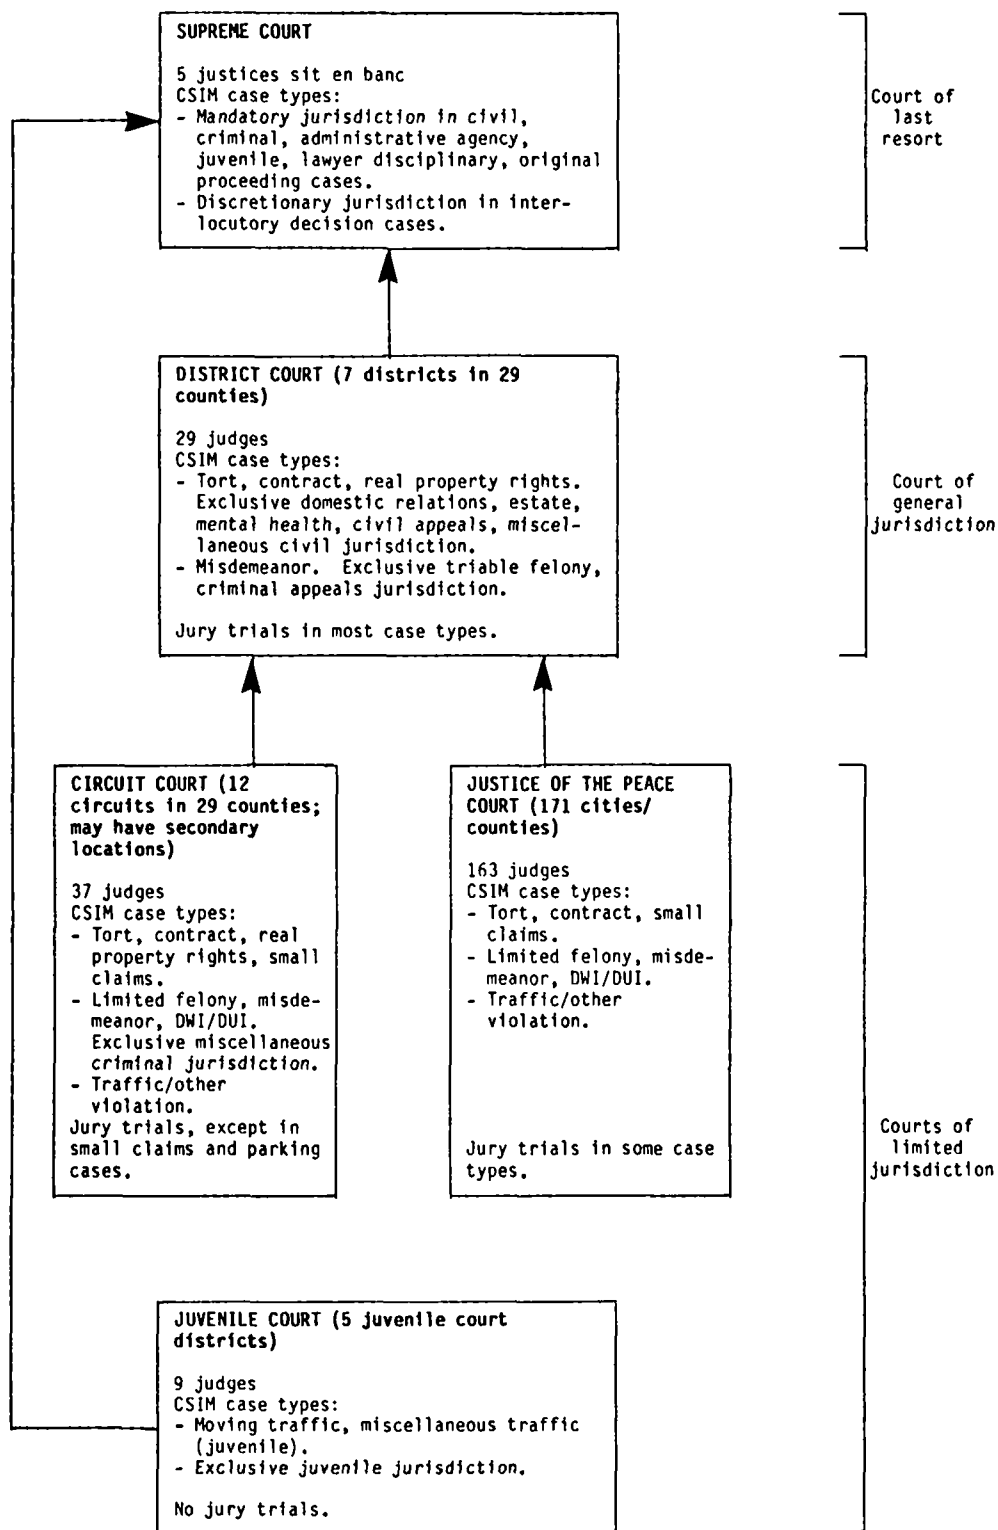 SUPREME COURT
5 justices sit en banc
CSIM case types:
- Mandatory jurisdiction in civil,
criminal, administrative agency,
juvenile, lawyer disciplinary, original
proceeding cases.
- Discretionary jurisdiction in inter-
locutory decision cases.
Court of
last
resort
DISTRICT COURT (7 districts in 29
counties)
29 judges
CSIM case types:
- Tort, contract, real property rights.
Exclusive domestic relations, estate,
mental health, civil appeals, miscel-
laneous civil jurisdiction.
- Misdemeanor. Exclusive triable felony,
criminal appeals jurisdiction.
Jury trials in most case types.
Court of
general
jurisdiction
CIRCUIT COURT (12
circuits in 29 counties;
may have secondary
locations)
37 judges
CSIM case types:
- Tort, contract, real
property rights, small
claims.
- Limited felony, misde-
meanor, DWI/DUI.
Exclusive miscellaneous
criminal jurisdiction.
- Traffic/other
violation.
Jury trials, except in
small claims and parking
cases.
JUSTICE OF THE PEACE
COURT (171 cities/
counties)
163 judges
CSIM case types:
- Tort, contract, small
claims.
- Limited felony, misde-
meanor, DWI/DUI.
- Traffic/other
violation.
Jury trials in some case
types.
Courts of
limited
jurisdiction
JUVENILE COURT (5 juvenile court
districts)
9 judges
CSIM case types:
- Moving traffic, miscellaneous traffic
(juvenile).
- Exclusive juvenile jurisdiction.
No jury trials.